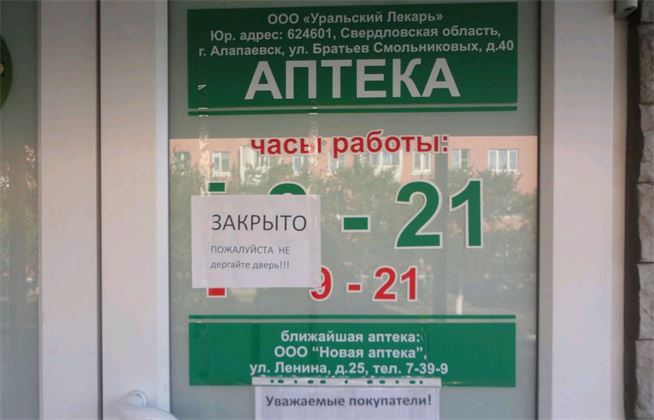 ООО «Уральский Лекарь»
Юр. адрес: 624601, Свердловская область,
г. Алапаевск, ул. Братьев Смольниковых, д.40
АПТЕКА
часы работы:
- 21
ЗАКРЫТО
ПОЖАЛУЙСТА НЕ
дергайте дверь!!!
9 - 21
ближайшая аптека:
ООО "Новая аптека",
ул. Ленина, д.25, тел. 7-39-9
Уважаемые покупатели!